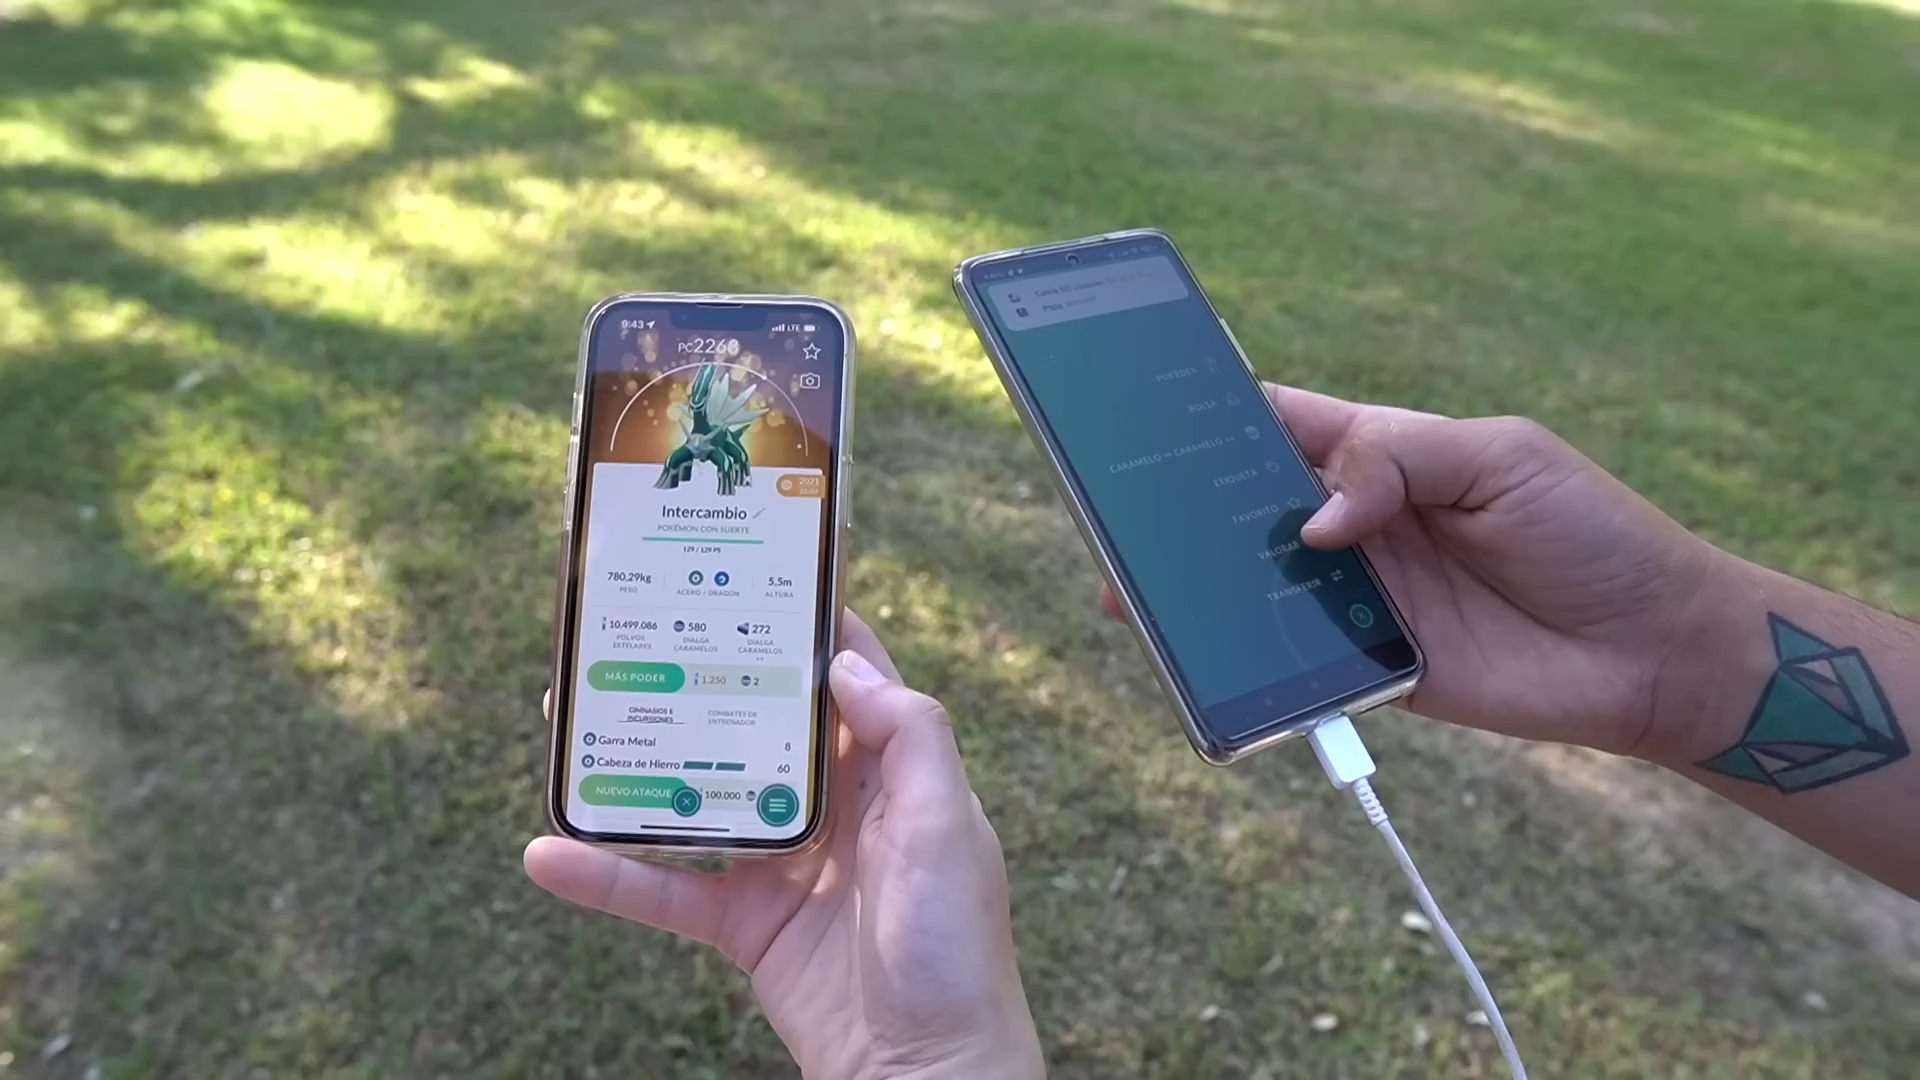 9:43
LTE
PC2268
2021
Intercambio
POKÉMON CON SUERTE
129 / 129 PS
780,29kg
PESO
ACERO / DRAGÓN
5,5m
ALTURA
10.499.086
POLVOS
ESTELARES
580
DIALGA
CARAMELOS
272
DIALGA
CARAMELOS
MÁS PODER
1.250
2
GIMNASIOS E
INCURSIONES
COMBATES DE
ENTRENADOR
Garra Metal
8
Cabeza de Hierro
60
NUEVO ATAQUE
100.000
POKÉDEX
BOLSA
CARAMELO → CARAMELO ++
ETIQUETA
FAVORITO
VALORAR
TRANSFERIR